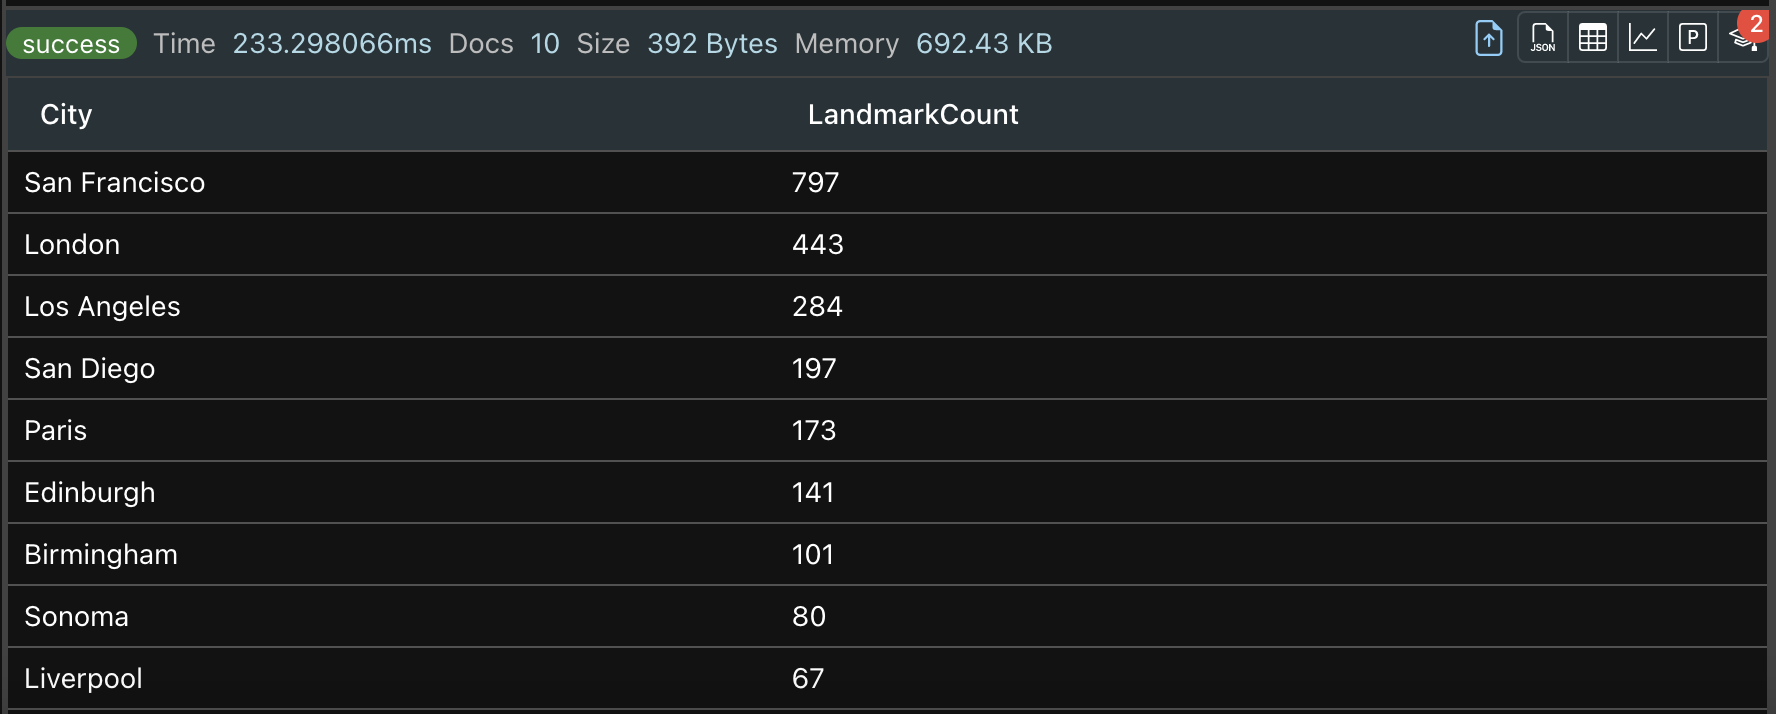 success Time 233.298066ms Docs 10 Size 392 Bytes Memory 692.43 KB JSON P 2
City LandmarkCount
San Francisco 797
London 443
Los Angeles 284
San Diego 197
Paris 173
Edinburgh 141
Birmingham 101
Sonoma 80
Liverpool 67